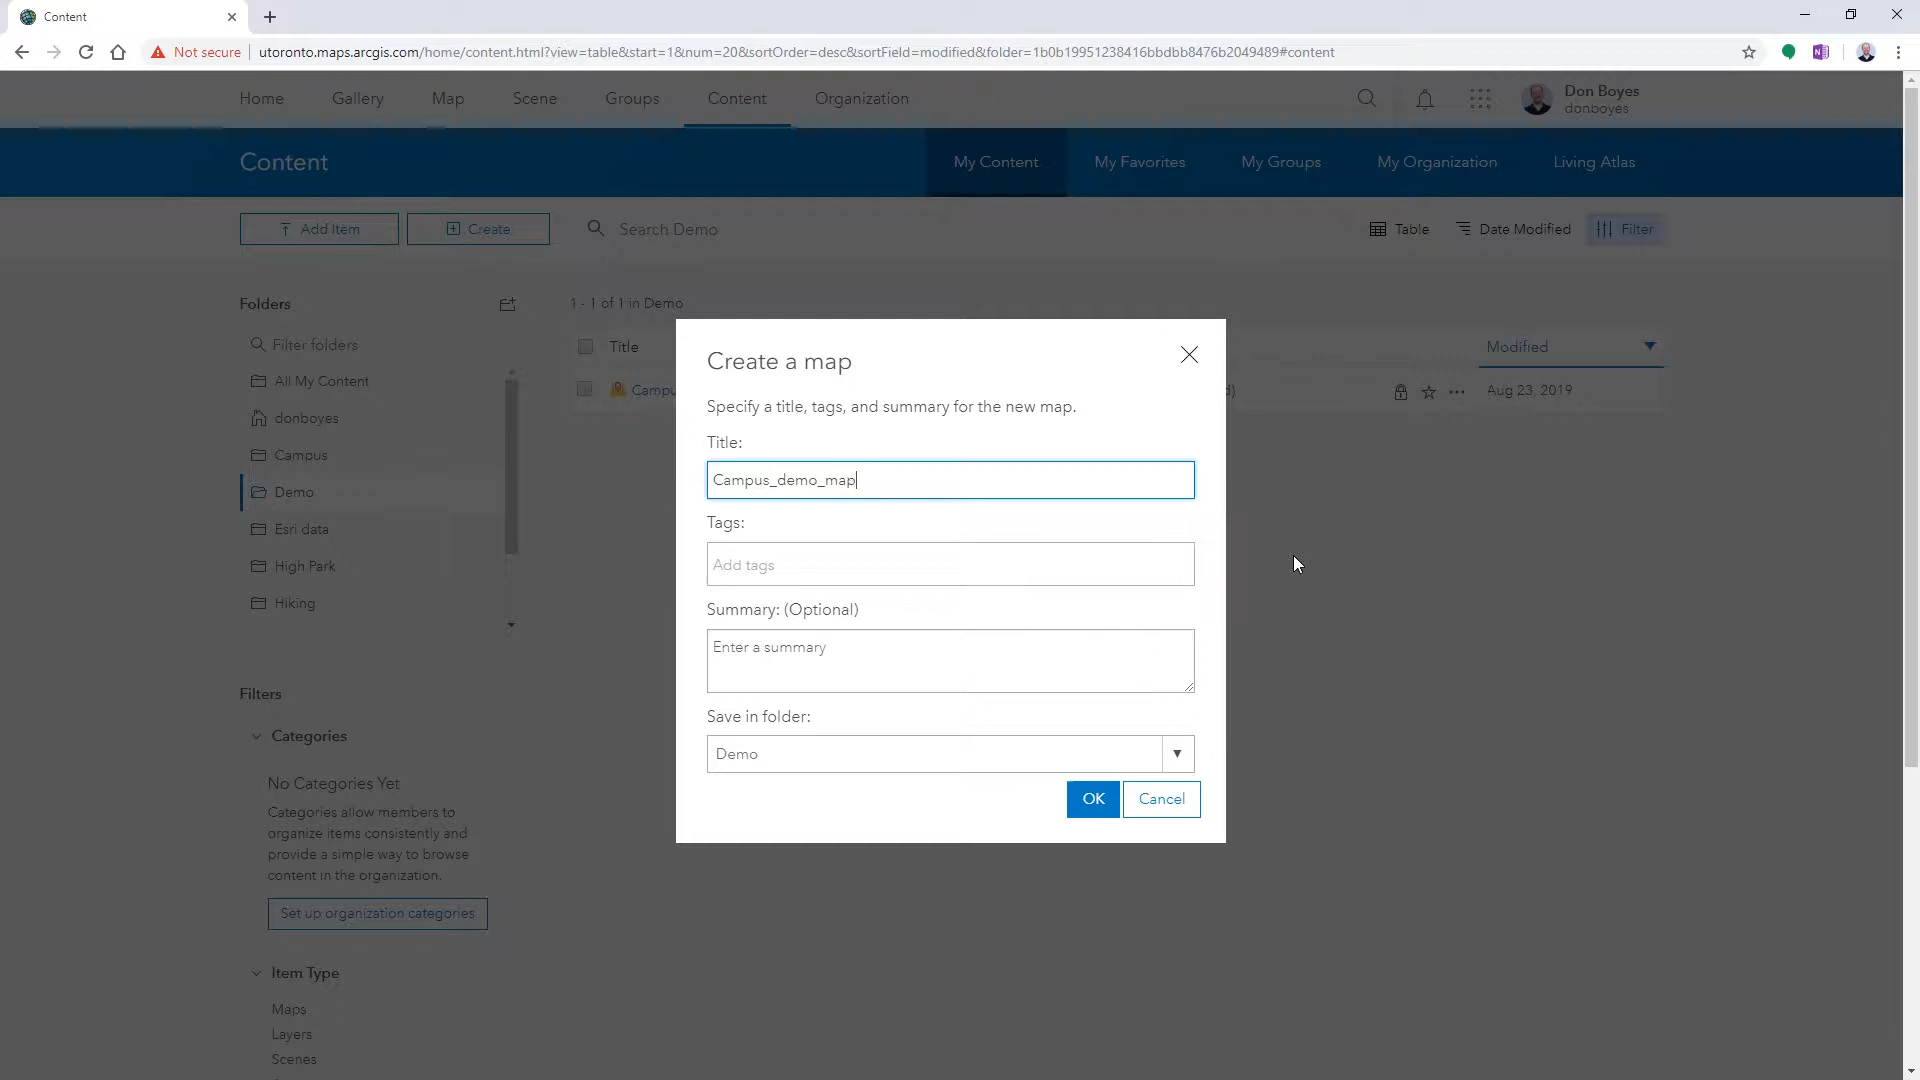 Content
Not secure
utoronto.maps.arcgis.com/home/content.html?view=table&start=1&num=20&sortOrder=desc&sortField=modified&folder=1b0b19951238416bbdbb8476b2049489#content
Home Gallery Map Scene Groups Content Organization
Don Boyes
donboyes
Content
My Content My Favorites My Groups My Organization Living Atlas
Add Item Create Search Demo Table Date Modified Filter
Folders
1 - 1 of 1 in Demo
Filter folders
Title
Modified
All My Content
Campu
d)
Aug 23, 2019
donboyes
Campus
Demo
Esri data
High Park
Hiking
Filters
Categories
No Categories Yet
Categories allow members to
organize items consistently and
provide a simple way to browse
content in the organization.
Set up organization categories
Item Type
Maps
Layers
Scenes
Create a map
Specify a title, tags, and summary for the new map.
Title:
Campus_demo_map
Tags:
Add tags
Summary: (Optional)
Enter a summary
Save in folder:
Demo
OK Cancel